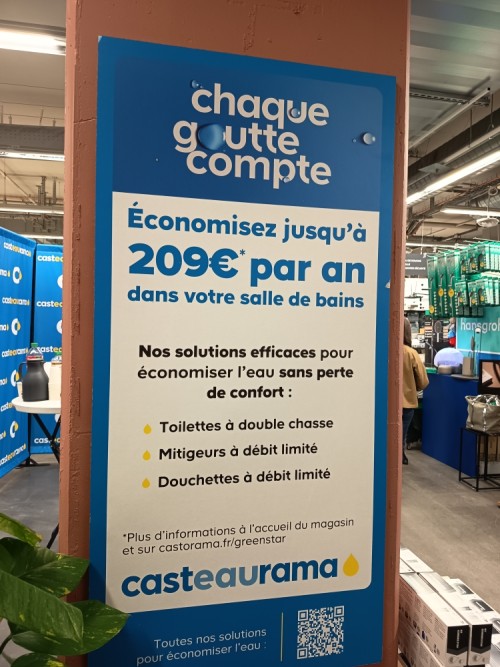 chaque
goutte
compte
Économisez jusqu'à
209€* par an
dans votre salle de bains
Nos solutions efficaces pour
économiser l'eau sans perte
de confort :
Toilettes à double chasse
Mitigeurs à débit limité
Douchettes à débit limité
*Plus d'informations à l'accueil du magasin
et sur castorama.fr/greenstar
casteaurama
Toutes nos solutions
pour économiser l'eau :
casteaurama
hansgrohe